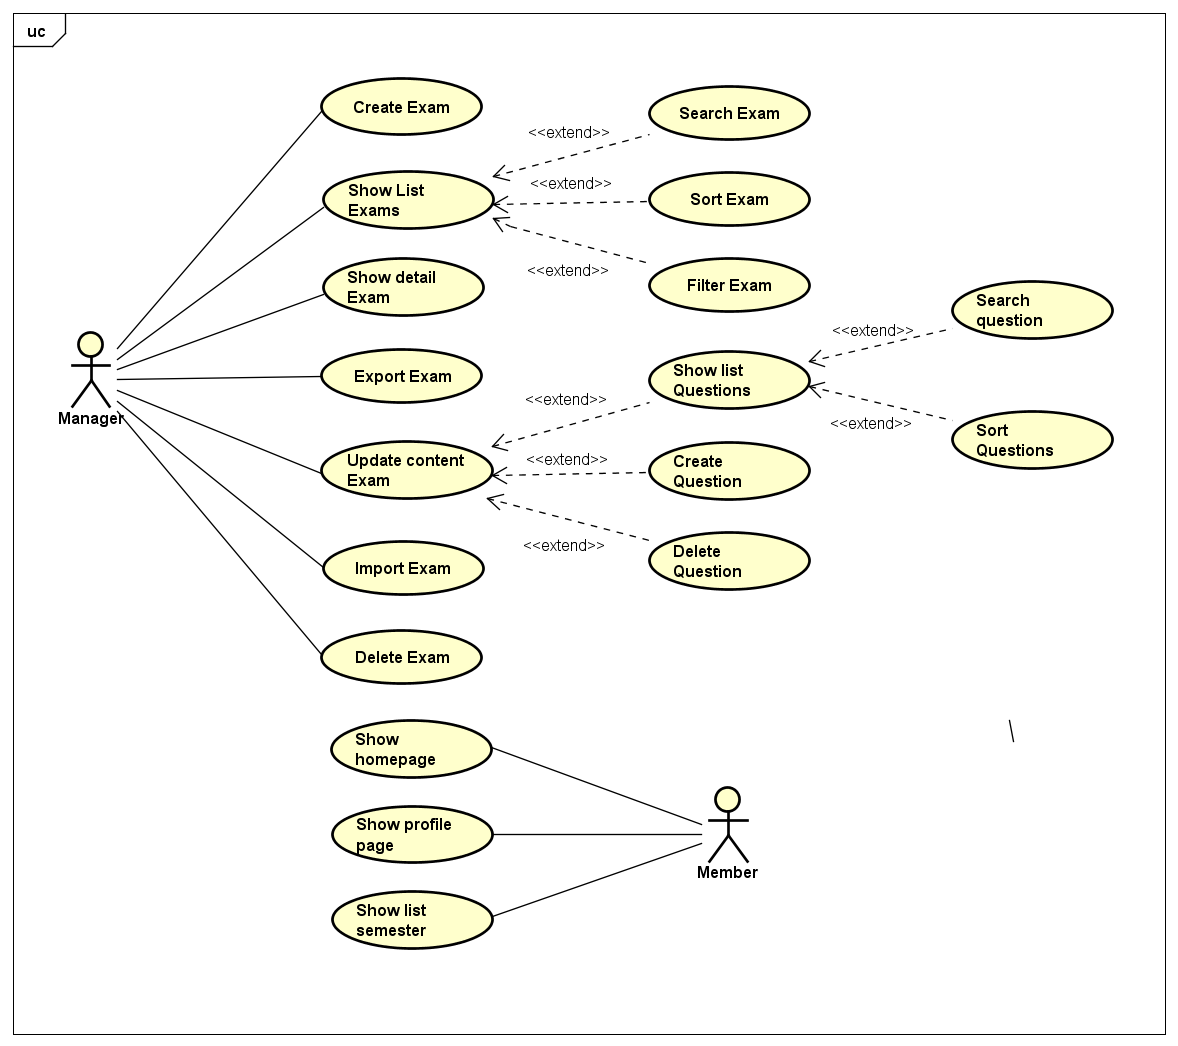 uc
Create Exam
Search Exam
<<extend>>
Show List
Exams
<<extend>>
Sort Exam
<<extend>>
Filter Exam
Show detail
Exam
Search
question
<<extend>>
Export Exam
Show list
Questions
Manager
<<extend>>
<<extend>>
Sort
Questions
Update content
Exam
<<extend>>
Create
Question
<<extend>>
Delete
Question
Import Exam
Delete Exam
Show
homepage
Show profile
page
Member
Show list
semester